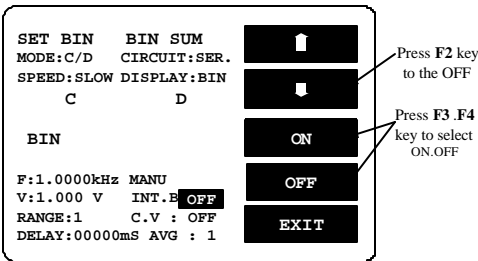 SET BIN BIN SUM
MODE:C/D CIRCUIT:SER.
SPEED:SLOW DISPLAY:BIN
C D
BIN
F:1.0000kHz MANU
V:1.000 V INT.B OFF
RANGE:1 C.V : OFF
DELAY:00000mS AVG : 1
ON
OFF
EXIT
Press F2 key
to the OFF
Press F3 .F4
key to select
ON.OFF